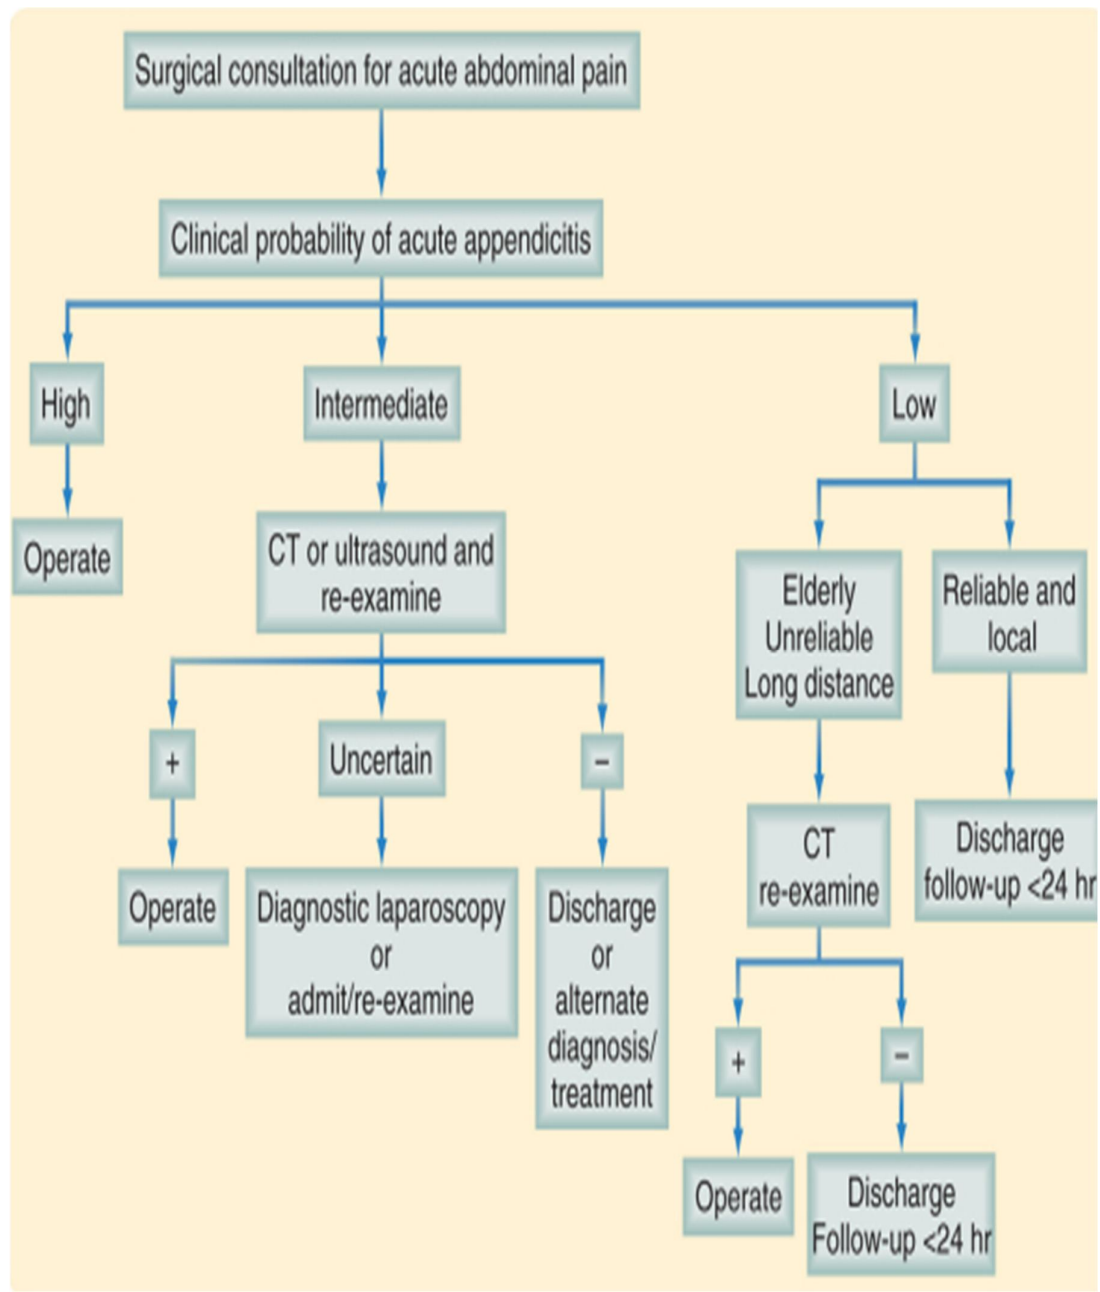 Surgical consultation for acute abdominal pain
Clinical probability of acute appendicitis
High
Intermediate
Low
Operate
CT or ultrasound and
re-examine
Elderly
Unreliable
Long distance
Reliable and
local
+
Uncertain
–
CT
re-examine
Discharge
follow-up <24 hr
Operate
Diagnostic laparoscopy
or
admit/re-examine
Discharge
or
alternate
diagnosis/
treatment
+
–
Operate
Discharge
Follow-up <24 hr